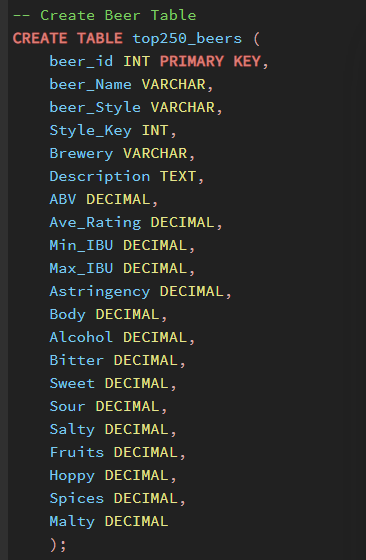 -- Create Beer Table
CREATE TABLE top250_beers (
    beer_id INT PRIMARY KEY,
    beer_Name VARCHAR,
    beer_Style VARCHAR,
    Style_Key INT,
    Brewery VARCHAR,
    Description TEXT,
    ABV DECIMAL,
    Ave_Rating DECIMAL,
    Min_IBU DECIMAL,
    Max_IBU DECIMAL,
    Astringency DECIMAL,
    Body DECIMAL,
    Alcohol DECIMAL,
    Bitter DECIMAL,
    Sweet DECIMAL,
    Sour DECIMAL,
    Salty DECIMAL,
    Fruits DECIMAL,
    Hoppy DECIMAL,
    Spices DECIMAL,
    Malty DECIMAL
    );